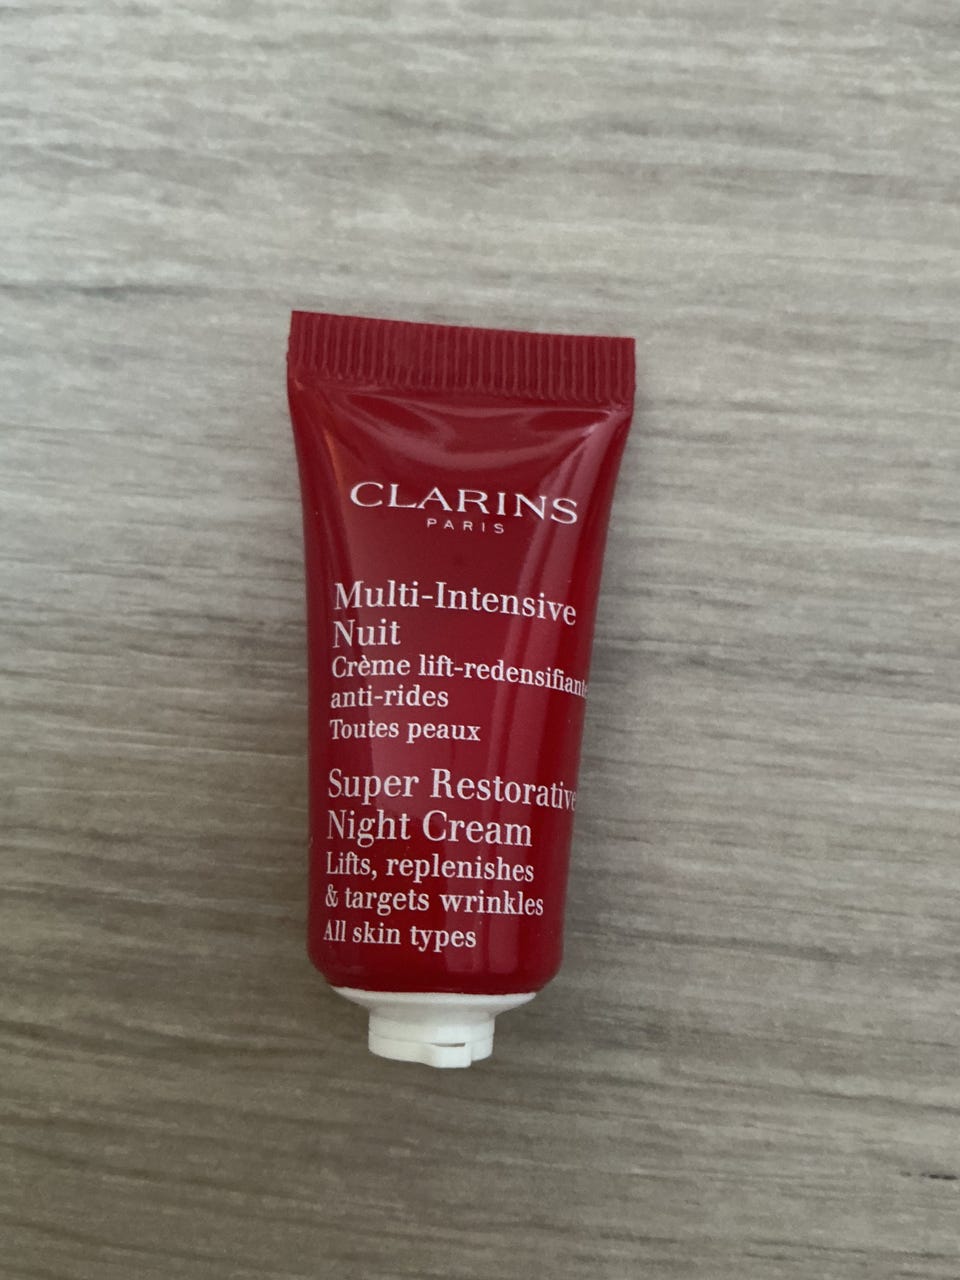 CLARINS
PARIS
Multi-Intensive
Nuit
Crème lift-redensifiante
anti-rides
Toutes peaux
Super Restorative
Night Cream
Lifts, replenishes
& targets wrinkles
All skin types